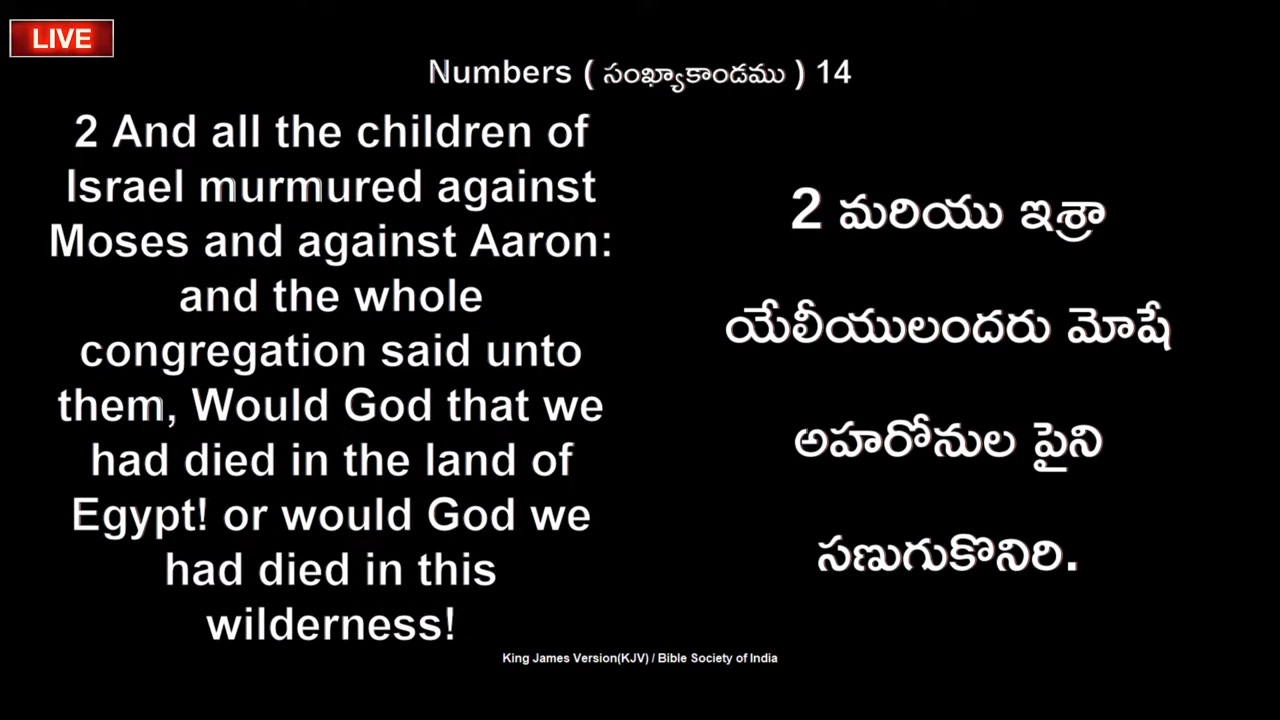 LIVE
Numbers ( సంఖ్యాకాండము ) 14
2 And all the children of
Israel murmured against
Moses and against Aaron:
and the whole
congregation said unto
them, Would God that we
had died in the land of
Egypt! or would God we
had died in this
wilderness!
2 మరియు ఇశ్రా
యేలీయులందరు మోషే
అహరోనుల పైని
సణుగుకొనిరి.
King James Version(KJV) / Bible Society of India